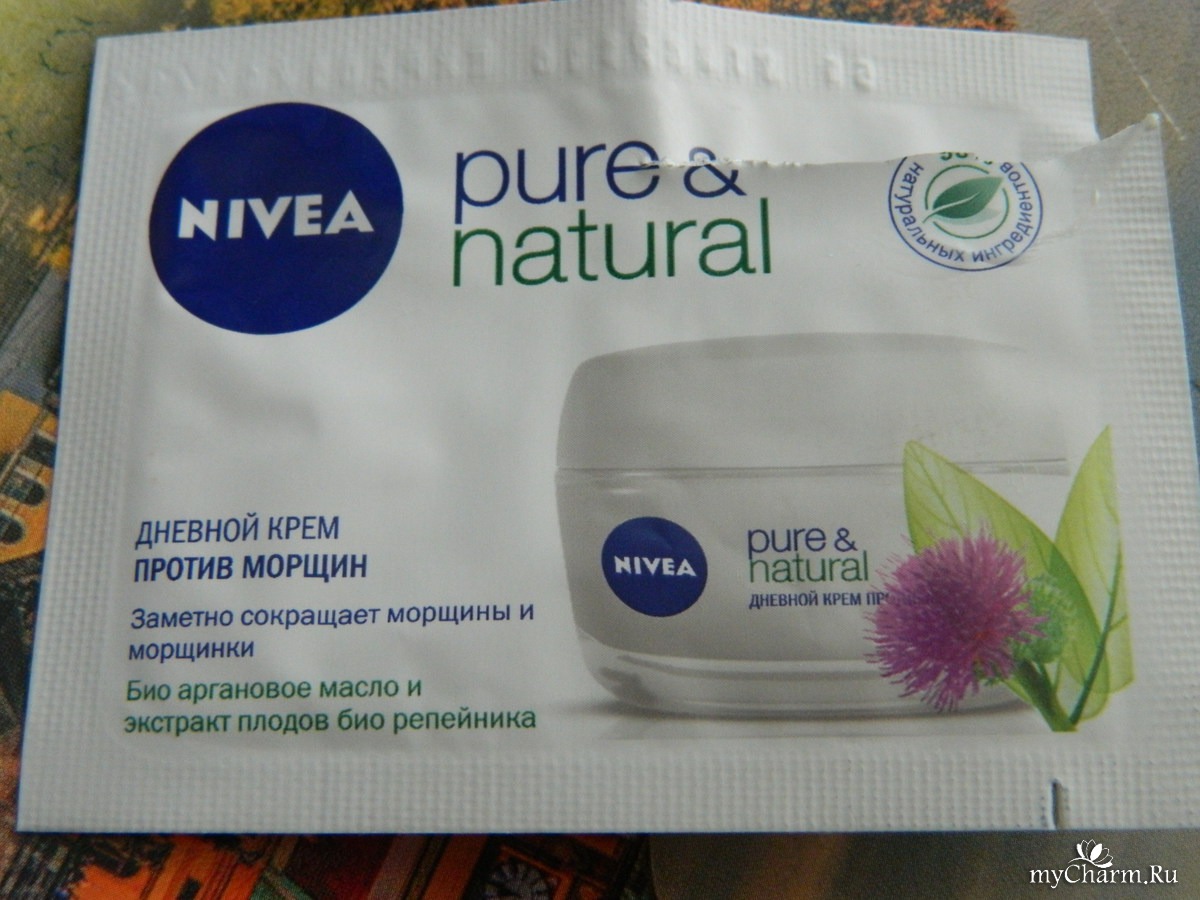 NIVEA
pure &
natural
натуральных ингредиентов
ДНЕВНОЙ КРЕМ
ПРОТИВ МОРЩИН
Заметно сокращает морщины и
морщинки
Био аргановое масло и
экстракт плодов био репейника
NIVEA
pure &
natural
ДНЕВНОЙ КРЕМ
myCharm.Ru